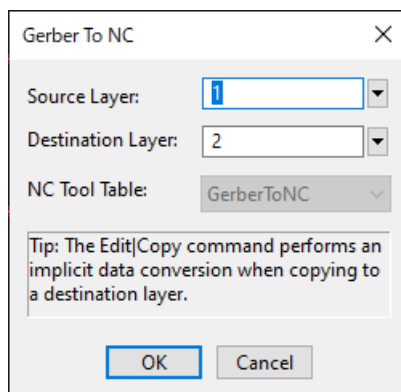 Gerber To NC
Source Layer: 1
Destination Layer: 2
NC Tool Table: GerberToNC
Tip: The Edit|Copy command performs an
implicit data conversion when copying to
a destination layer.
OK Cancel